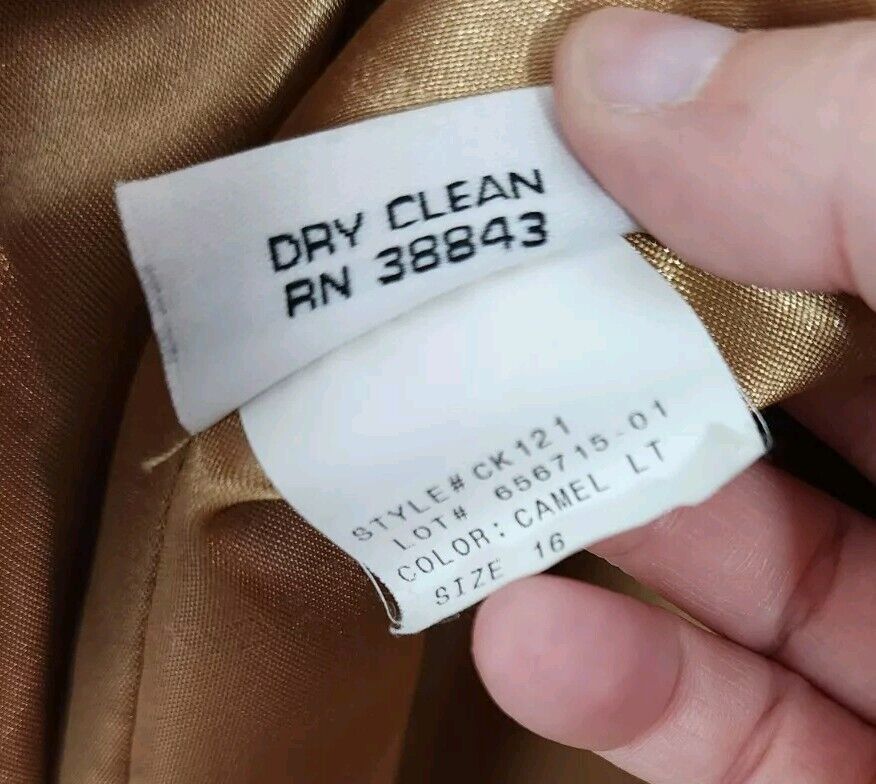 DRY CLEAN
RN 38843
STYLE# CK121
LOT# 656715-01
COLOR: CAMEL LT
SIZE 16